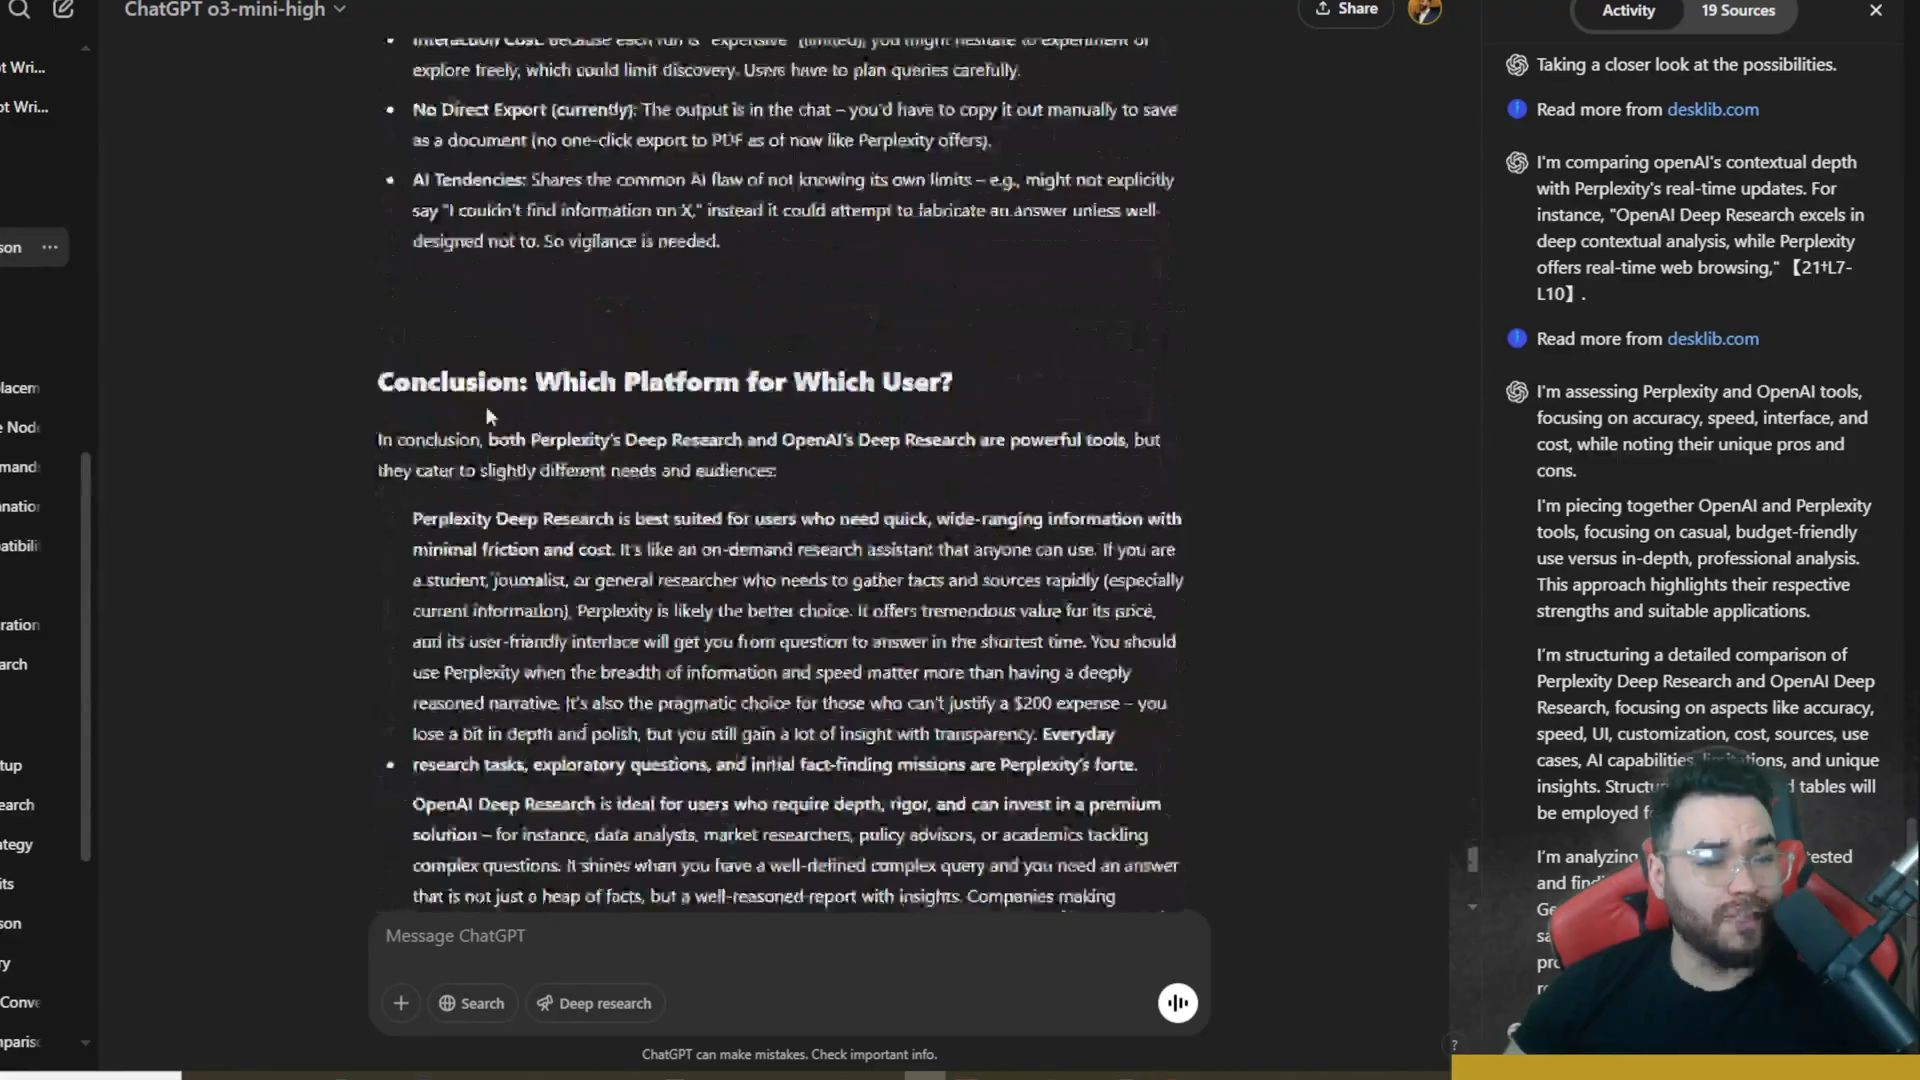 ChatGPT o3-mini-high
Share
Activity
19 Sources
t Wri...
ot Wri...
son
placem
e Nod
mand
nation
atibili
ration
arch
tup
earch
ategy
its
son
ry
Conve
mparis
Interaction Cost: Because each run is "expensive" (limited), you might hesitate to experiment or
explore freely, which could limit discovery. Users have to plan queries carefully.
No Direct Export (currently): The output is in the chat – you'd have to copy it out manually to save
as a document (no one-click export to PDF as of now like Perplexity offers).
AI Tendencies: Shares the common AI flaw of not knowing its own limits – e.g., might not explicitly
say "I couldn't find information on X," instead it could attempt to fabricate an answer unless well-
designed not to. So vigilance is needed.
Conclusion: Which Platform for Which User?
In conclusion, both Perplexity's Deep Research and OpenAI's Deep Research are powerful tools, but
they cater to slightly different needs and audiences:
Perplexity Deep Research is best suited for users who need quick, wide-ranging information with
minimal friction and cost. It's like an on-demand research assistant that anyone can use. If you are
a student, journalist, or general researcher who needs to gather facts and sources rapidly (especially
current information), Perplexity is likely the better choice. It offers tremendous value for its price,
and its user-friendly interface will get you from question to answer in the shortest time. You should
use Perplexity when the breadth of information and speed matter more than having a deeply
reasoned narrative. It's also the pragmatic choice for those who can't justify a $200 expense – you
lose a bit in depth and polish, but you still gain a lot of insight with transparency. Everyday
research tasks, exploratory questions, and initial fact-finding missions are Perplexity's forte.
OpenAI Deep Research is ideal for users who require depth, rigor, and can invest in a premium
solution – for instance, data analysts, market researchers, policy advisors, or academics tackling
complex questions. It shines when you have a well-defined complex query and you need an answer
that is not just a heap of facts, but a well-reasoned report with insights. Companies making
Message ChatGPT
Search
Deep research
ChatGPT can make mistakes. Check important info.
?
Taking a closer look at the possibilities.
Read more from desklib.com
I'm comparing openAI's contextual depth
with Perplexity's real-time updates. For
instance, "OpenAI Deep Research excels in
deep contextual analysis, while Perplexity
offers real-time web browsing," 【21†L7-
L10】.
Read more from desklib.com
I'm assessing Perplexity and OpenAI tools,
focusing on accuracy, speed, interface, and
cost, while noting their unique pros and
cons.
I'm piecing together OpenAI and Perplexity
tools, focusing on casual, budget-friendly
use versus in-depth, professional analysis.
This approach highlights their respective
strengths and suitable applications.
I'm structuring a detailed comparison of
Perplexity Deep Research and OpenAI Deep
Research, focusing on aspects like accuracy,
speed, UI, customization, cost, sources, use
cases, AI capabilities, limitations, and unique
insights. Structu d tables will
be employed f
I'm analyzing tested
and find
Ge
sa
pro
re